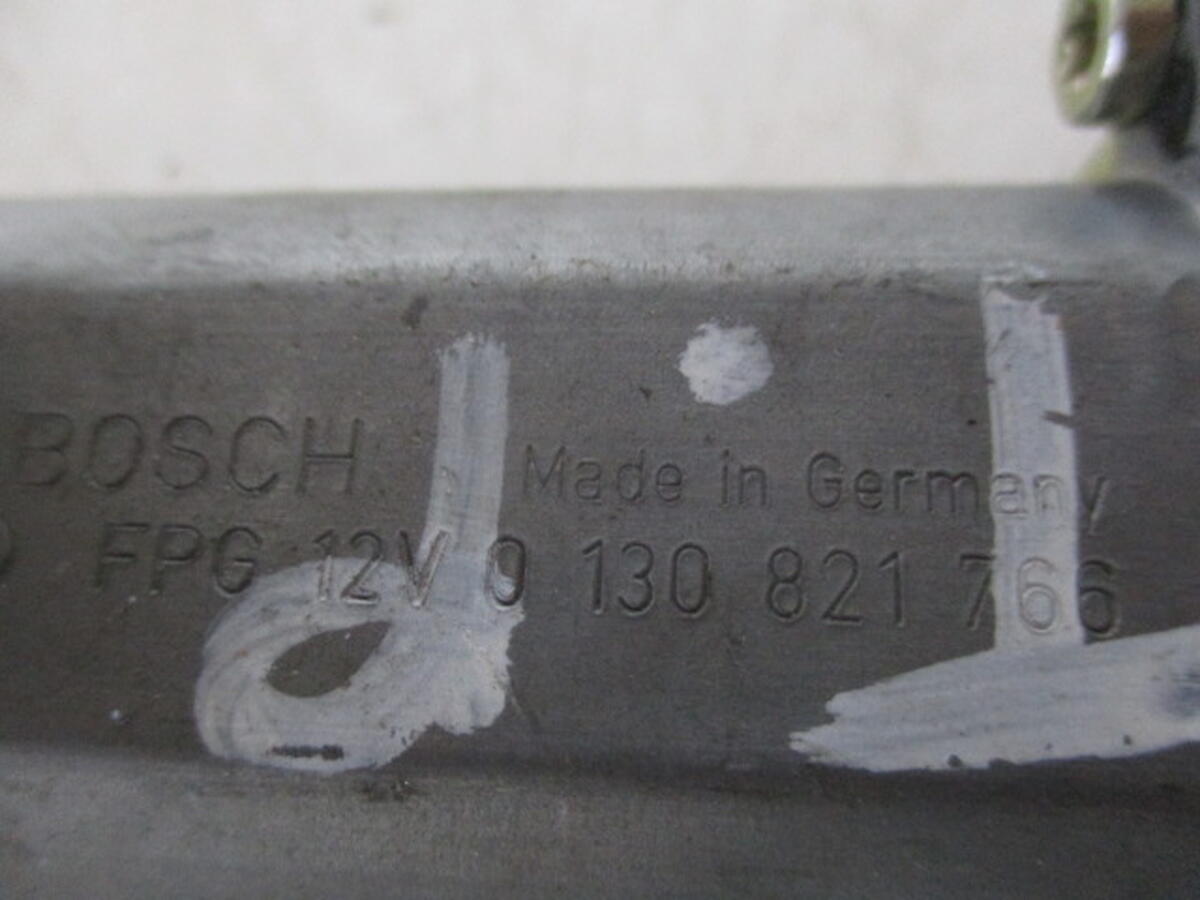 BOSCH Made in Germany
FPG 12V 0 130 821 766
d.